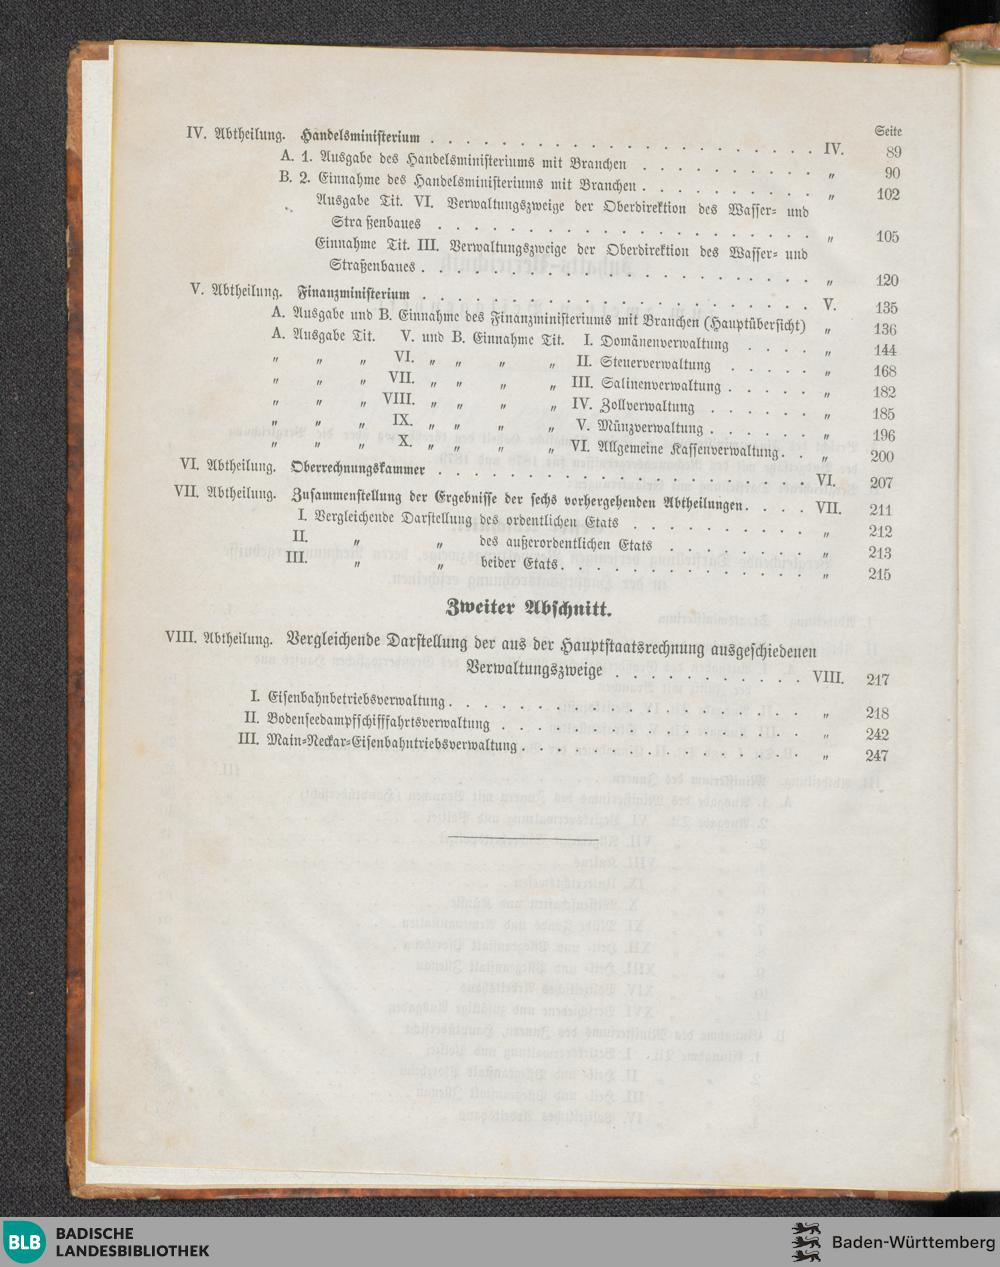 Seite
IV. Abtheilung. Handelsministerium . . . . . . . . . . . . . . . . . . IV. 89
A. 1. Ausgabe des Handelsministeriums mit Branchen . . . . . . . . . „ 90
B. 2. Einnahme des Handelsministeriums mit Branchen . . . . . . . . . „ 102
Ausgabe Tit. VI. Verwaltungszweige der Oberdirektion des Wasser- und
Straßenbaues . . . . . . . . . . . . . . . . . . „ 105
Einnahme Tit. III. Verwaltungszweige der Oberdirektion des Wasser- und
Straßenbaues . . . . . . . . . . . . . . . . . . . „ 120
V. Abtheilung. Finanzministerium . . . . . . . . . . . . . . . . . . V. 135
A. Ausgabe und B. Einnahme des Finanzministeriums mit Branchen (Hauptübersicht) „ 136
A. Ausgabe Tit. V. und B. Einnahme Tit. I. Domänenverwaltung . . . . „ 144
„ „ „ VI. „ „ „ „ II. Steuerverwaltung . . . . . „ 168
„ „ „ VII. „ „ „ „ III. Salinenverwaltung . . . . . „ 182
„ „ „ VIII. „ „ „ „ IV. Zollverwaltung . . . . . . „ 185
„ „ „ IX. „ „ „ „ V. Münzverwaltung . . . . . . „ 196
„ „ „ X. „ „ „ „ VI. Allgemeine Kassenverwaltung . . „ 200
VI. Abtheilung. Oberrechnungskammer . . . . . . . . . . . . . . . . . VI. 207
VII. Abtheilung. Zusammenstellung der Ergebnisse der sechs vorhergehenden Abtheilungen . . . . VII. 211
I. Vergleichende Darstellung des ordentlichen Etats . . . . . . . . . „ 212
II. „ „ des außerordentlichen Etats . . . . . . . „ 213
III. „ „ beider Etats . . . . . . . . . . . . „ 215
Zweiter Abschnitt.
VIII. Abtheilung. Vergleichende Darstellung der aus der Hauptstaatsrechnung ausgeschiedenen
Verwaltungszweige . . . . . . . . . . VIII. 217
I. Eisenbahnbetriebsverwaltung . . . . . . . . . . . . . . . . „ 218
II. Bodenseedampfschifffahrtsverwaltung . . . . . . . . . . . . . . „ 242
III. Main-Neckar-Eisenbahntriebsverwaltung . . . . . . . . . . . . . „ 247
BLB BADISCHE
LANDESBIBLIOTHEK
Baden-Württemberg